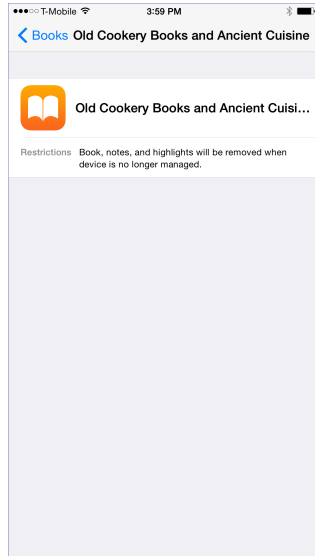 T-Mobile 3:59 PM
Books Old Cookery Books and Ancient Cuisine
Old Cookery Books and Ancient Cuisi...
Restrictions Book, notes, and highlights will be removed when
device is no longer managed.